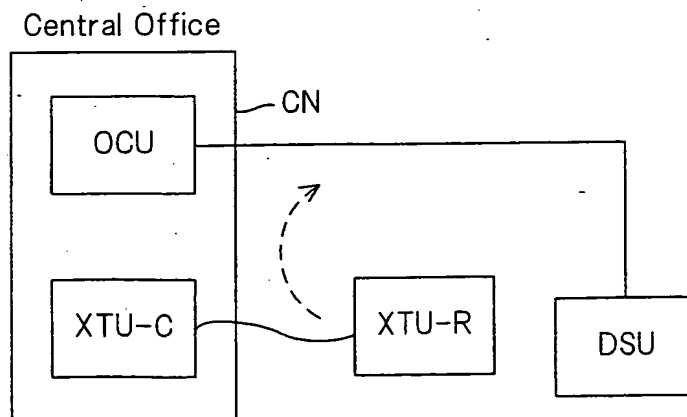 Central Office
CN
OCU
XTU-C
XTU-R
DSU